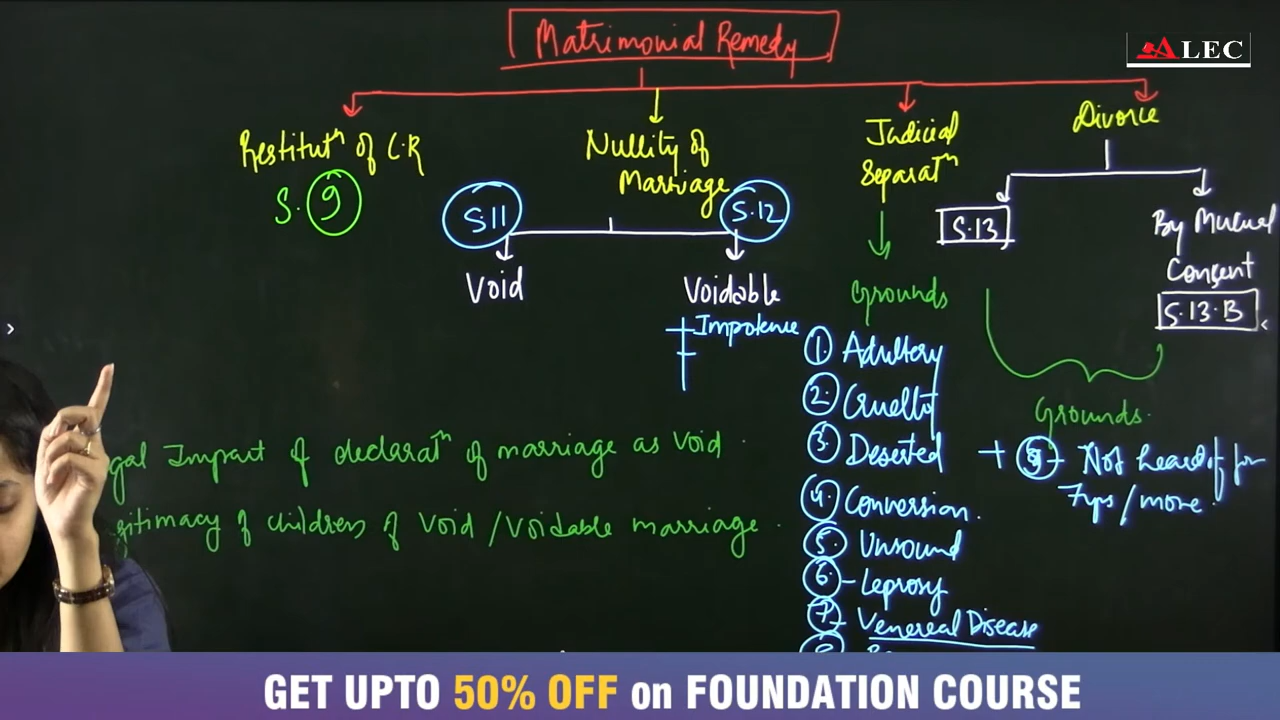 Matrimonial Remedy
ALEC
Restitutⁿ of C.R
S. 9
Nullity of
Marriage
S.11
S.12
Void
Voidable
Impotence
Judicial
Separatⁿ
Grounds
1. Adultery
2. Cruelty
3 Deserted
4. Conversion.
5. Unsound
6 - Leprosy
7 - Venereal Disease
8
Divorce
S.13
By Mutual
Consent
S.13.B
Grounds.
+ 9 - Not heard of for
7yrs/more.
gal Impact of declaratⁿ of marriage as Void.
gitimacy of children of Void/Voidable marriage.
GET UPTO 50% OFF on FOUNDATION COURSE